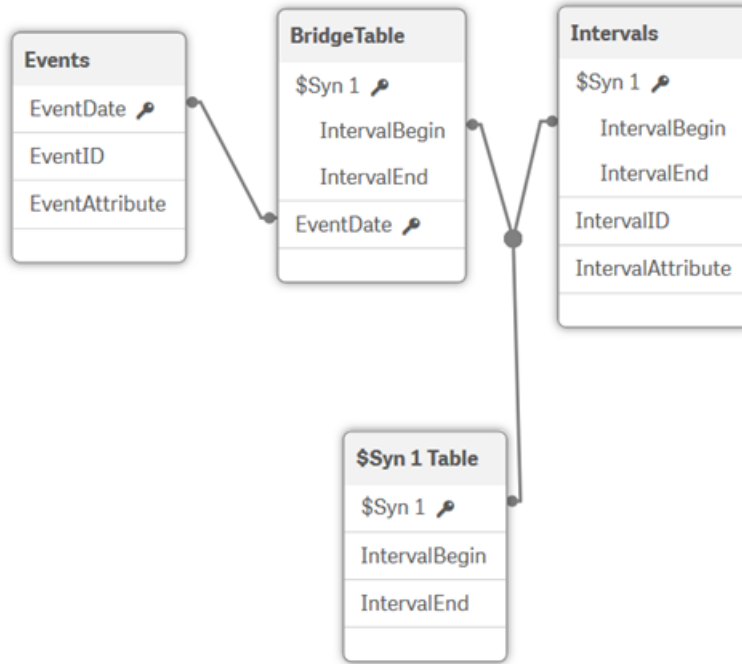 Events
EventDate
EventID
EventAttribute
BridgeTable
$Syn 1
IntervalBegin
IntervalEnd
EventDate
Intervals
$Syn 1
IntervalBegin
IntervalEnd
IntervalID
IntervalAttribute
$Syn 1 Table
$Syn 1
IntervalBegin
IntervalEnd